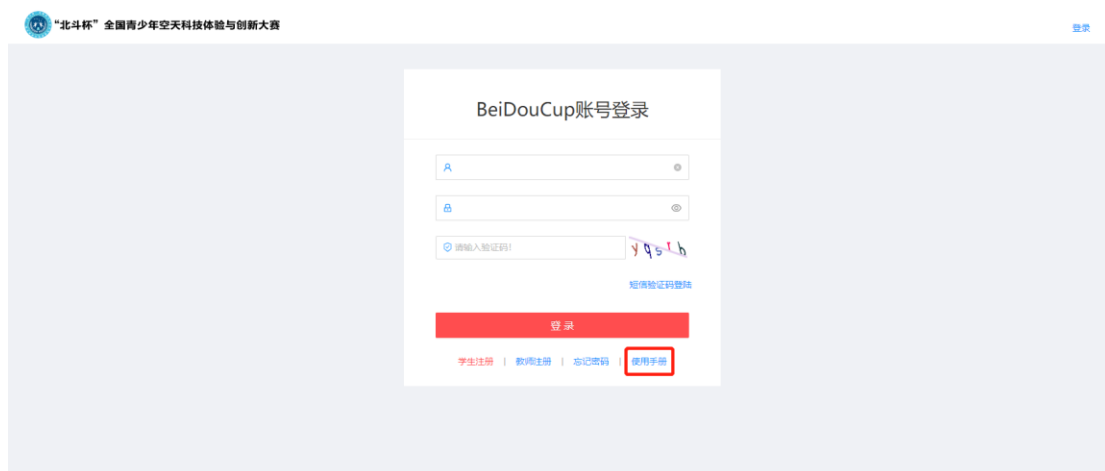 “北斗杯”全国青少年空天科技体验与创新大赛
登录
BeiDouCup账号登录
请输入验证码!
yqsrb
短信验证码登陆
登 录
学生注册 | 教师注册 | 忘记密码 | 使用手册